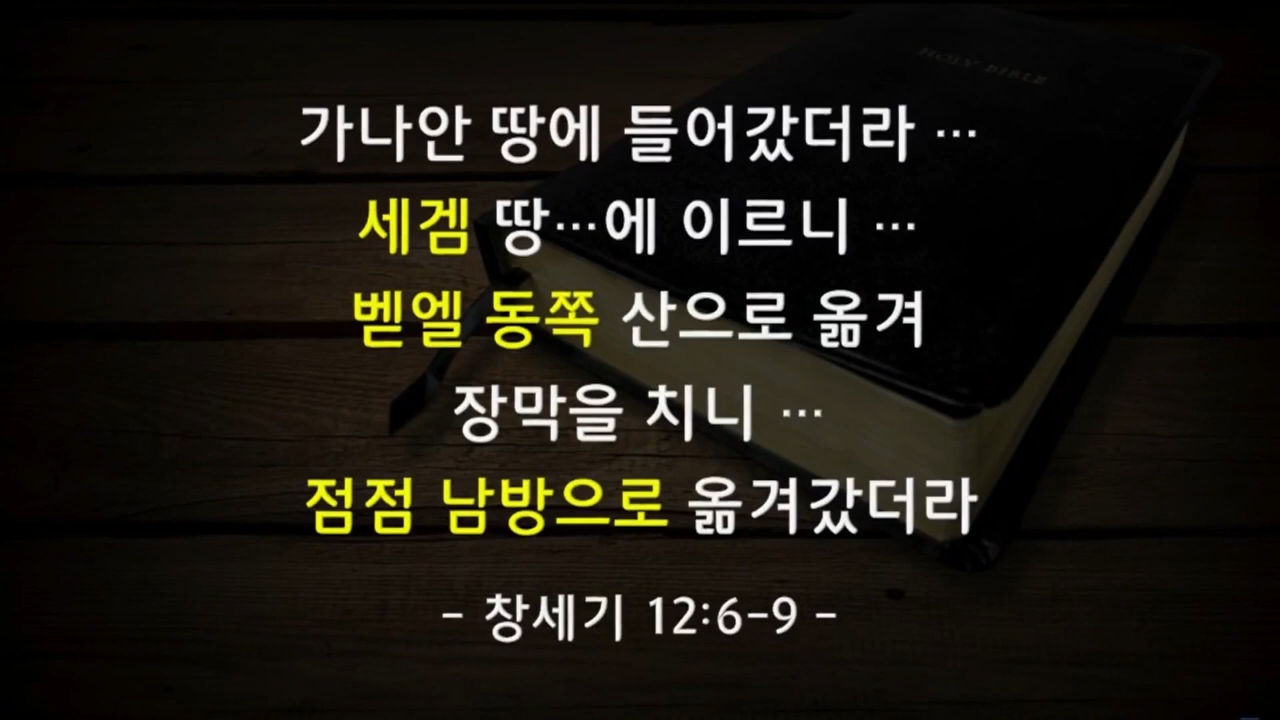 HOLY BIBLE
가나안 땅에 들어갔더라 …
세겜 땅…에 이르니 …
벧엘 동쪽 산으로 옮겨
장막을 치니 …
점점 남방으로 옮겨갔더라
- 창세기 12:6-9 -